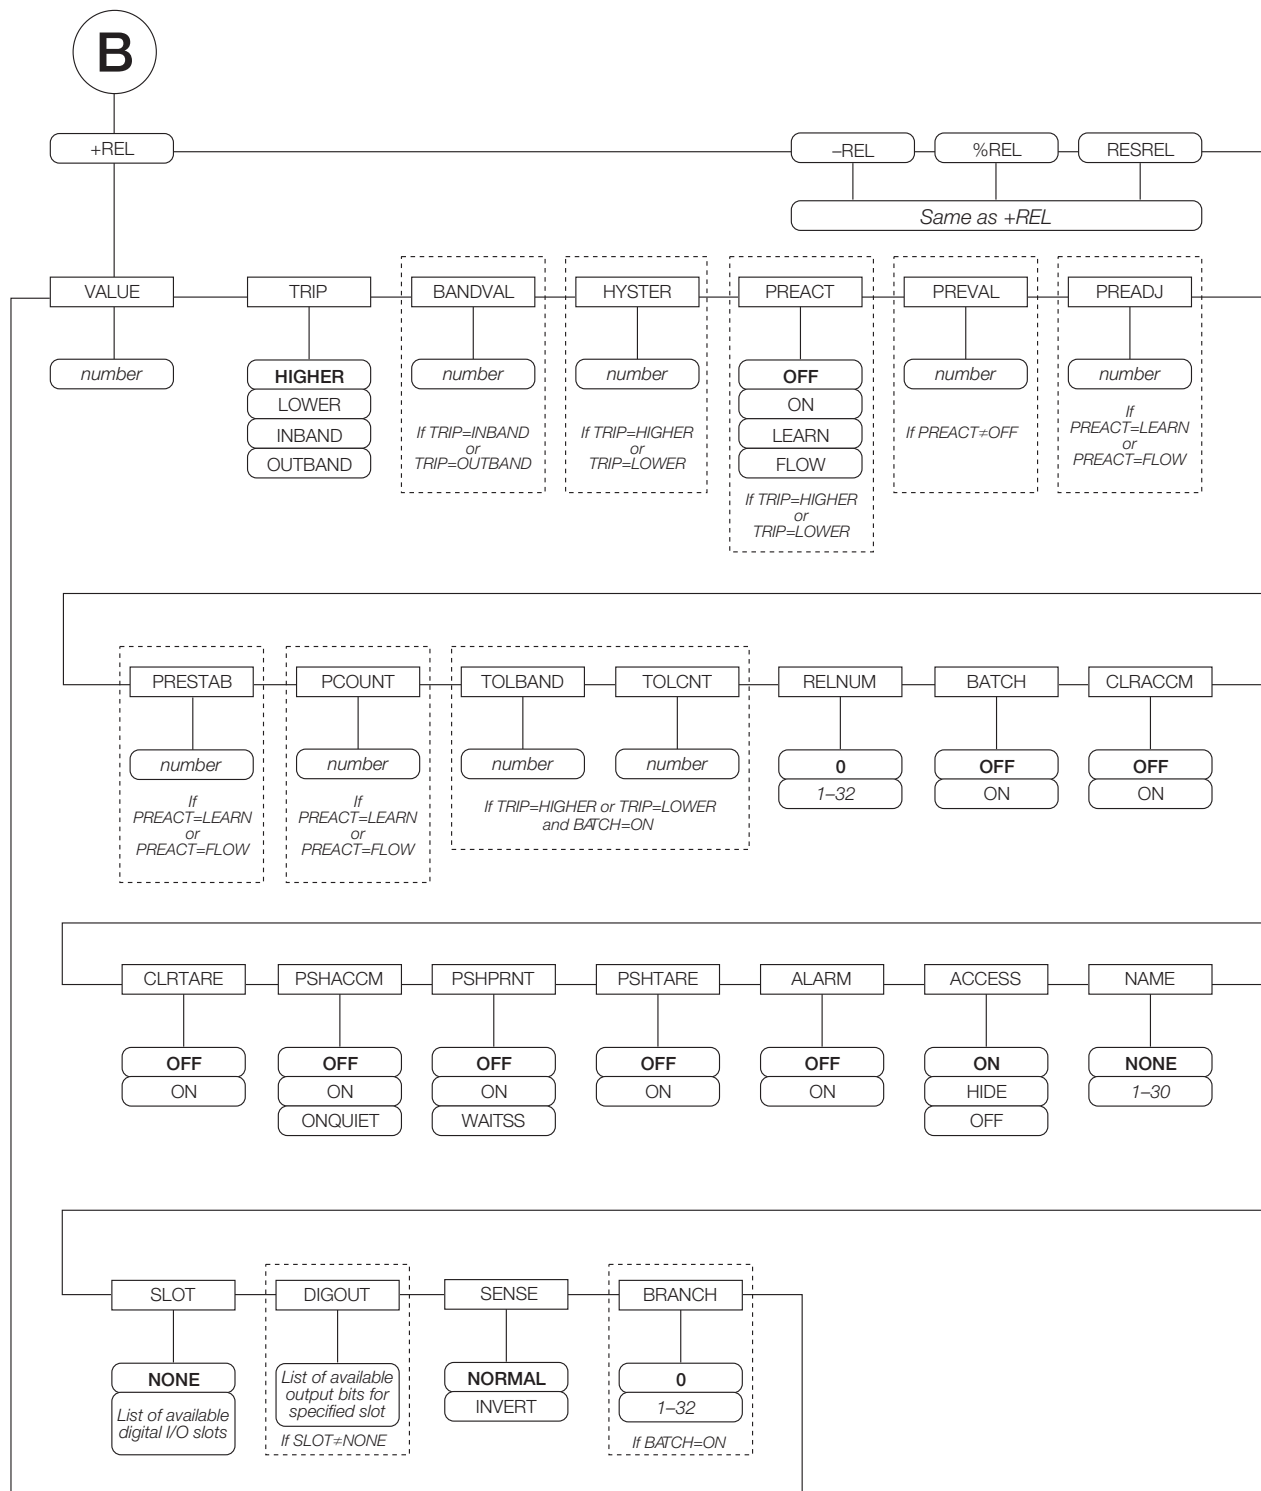 B
+REL
–REL
%REL
RESREL
Same as +REL
VALUE
TRIP
BANDVAL
HYSTER
PREACT
PREVAL
PREADJ
number
HIGHER
LOWER
INBAND
OUTBAND
number
If TRIP=INBAND
or
TRIP=OUTBAND
number
If TRIP=HIGHER
or
TRIP=LOWER
OFF
ON
LEARN
FLOW
If TRIP=HIGHER
or
TRIP=LOWER
number
If PREACT≠OFF
number
If
PREACT=LEARN
or
PREACT=FLOW
PRESTAB
PCOUNT
TOLBAND
TOLCNT
RELNUM
BATCH
CLRACCM
number
If
PREACT=LEARN
or
PREACT=FLOW
number
If
PREACT=LEARN
or
PREACT=FLOW
number
number
If TRIP=HIGHER or TRIP=LOWER
and BATCH=ON
0
1–32
OFF
ON
OFF
ON
CLRTARE
PSHACCM
PSHPRNT
PSHTARE
ALARM
ACCESS
NAME
OFF
ON
OFF
ON
ONQUIET
OFF
ON
WAITSS
OFF
ON
OFF
ON
ON
HIDE
OFF
NONE
1–30
SLOT
DIGOUT
SENSE
BRANCH
NONE
List of available
digital I/O slots
List of available
output bits for
specified slot
If SLOT≠NONE
NORMAL
INVERT
0
1–32
If BATCH=ON